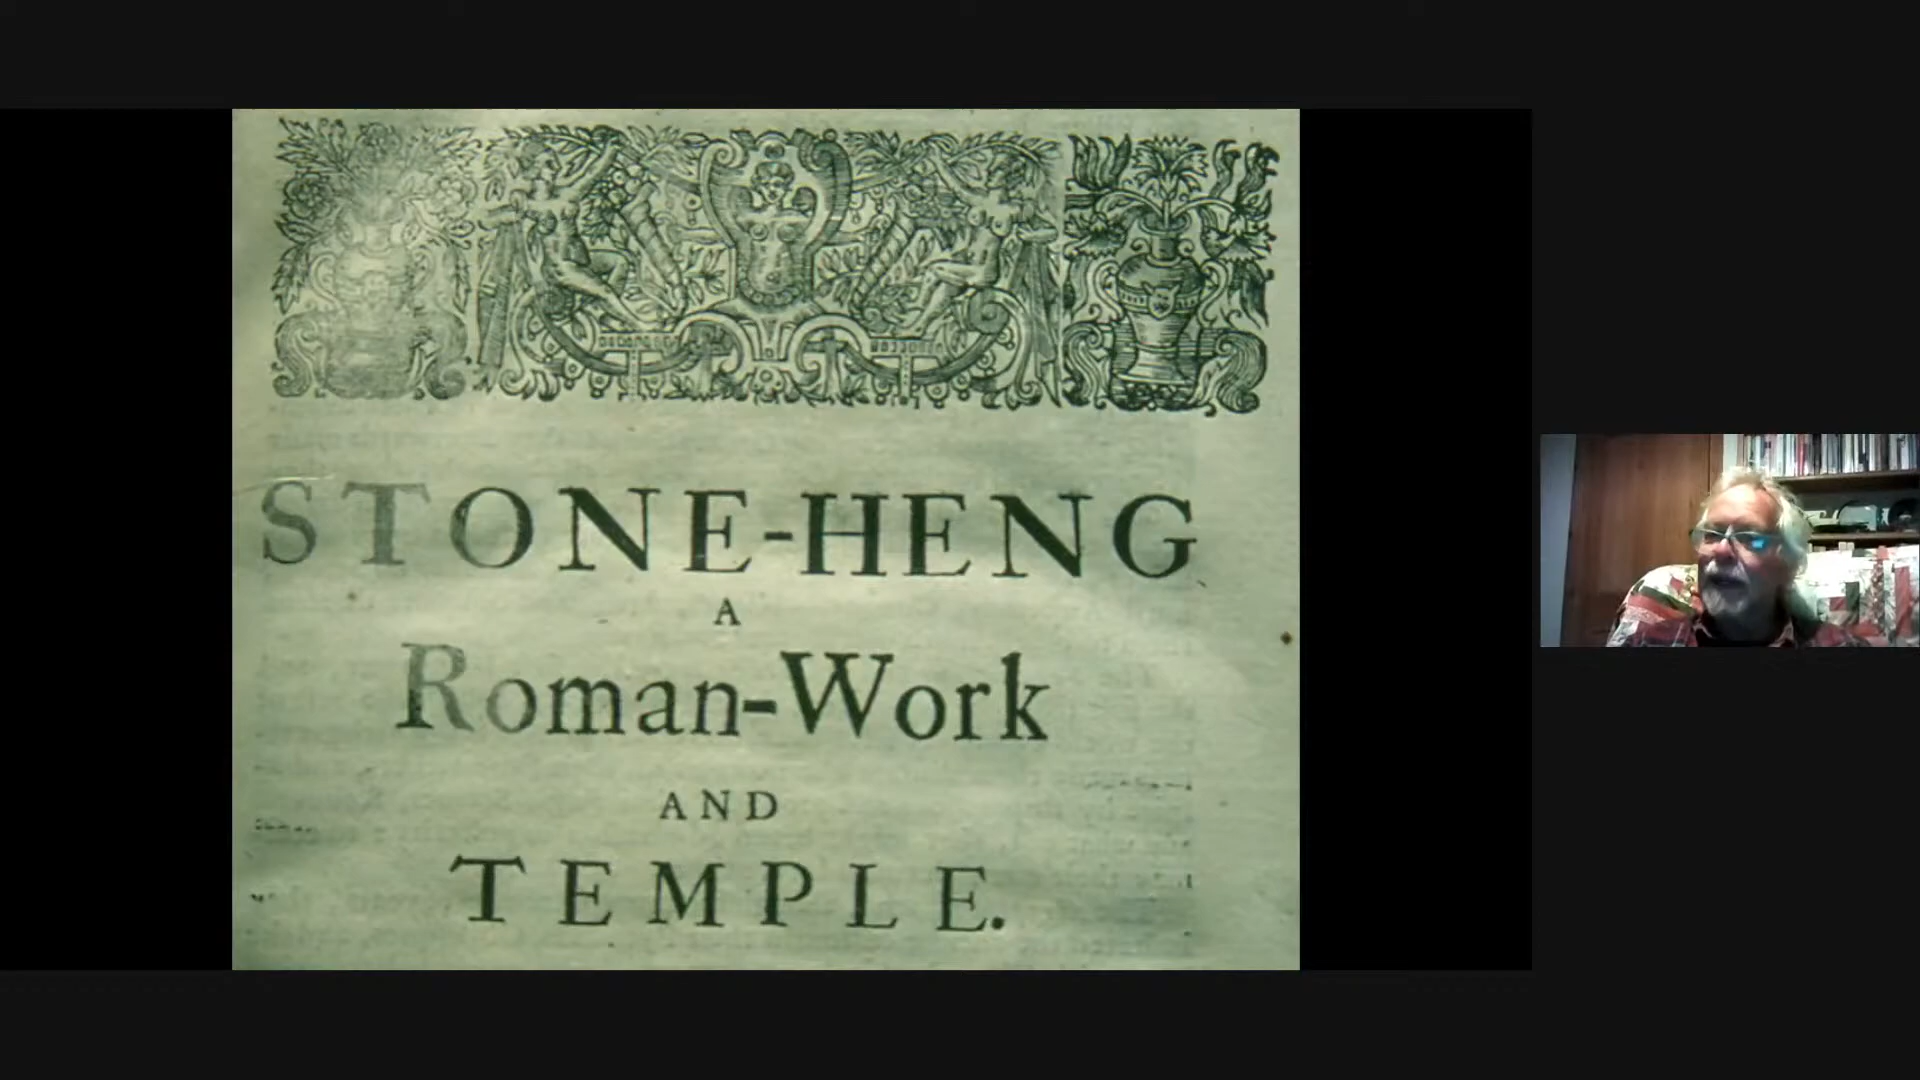 STONE-HENG
A
Roman-Work
AND
TEMPLE.